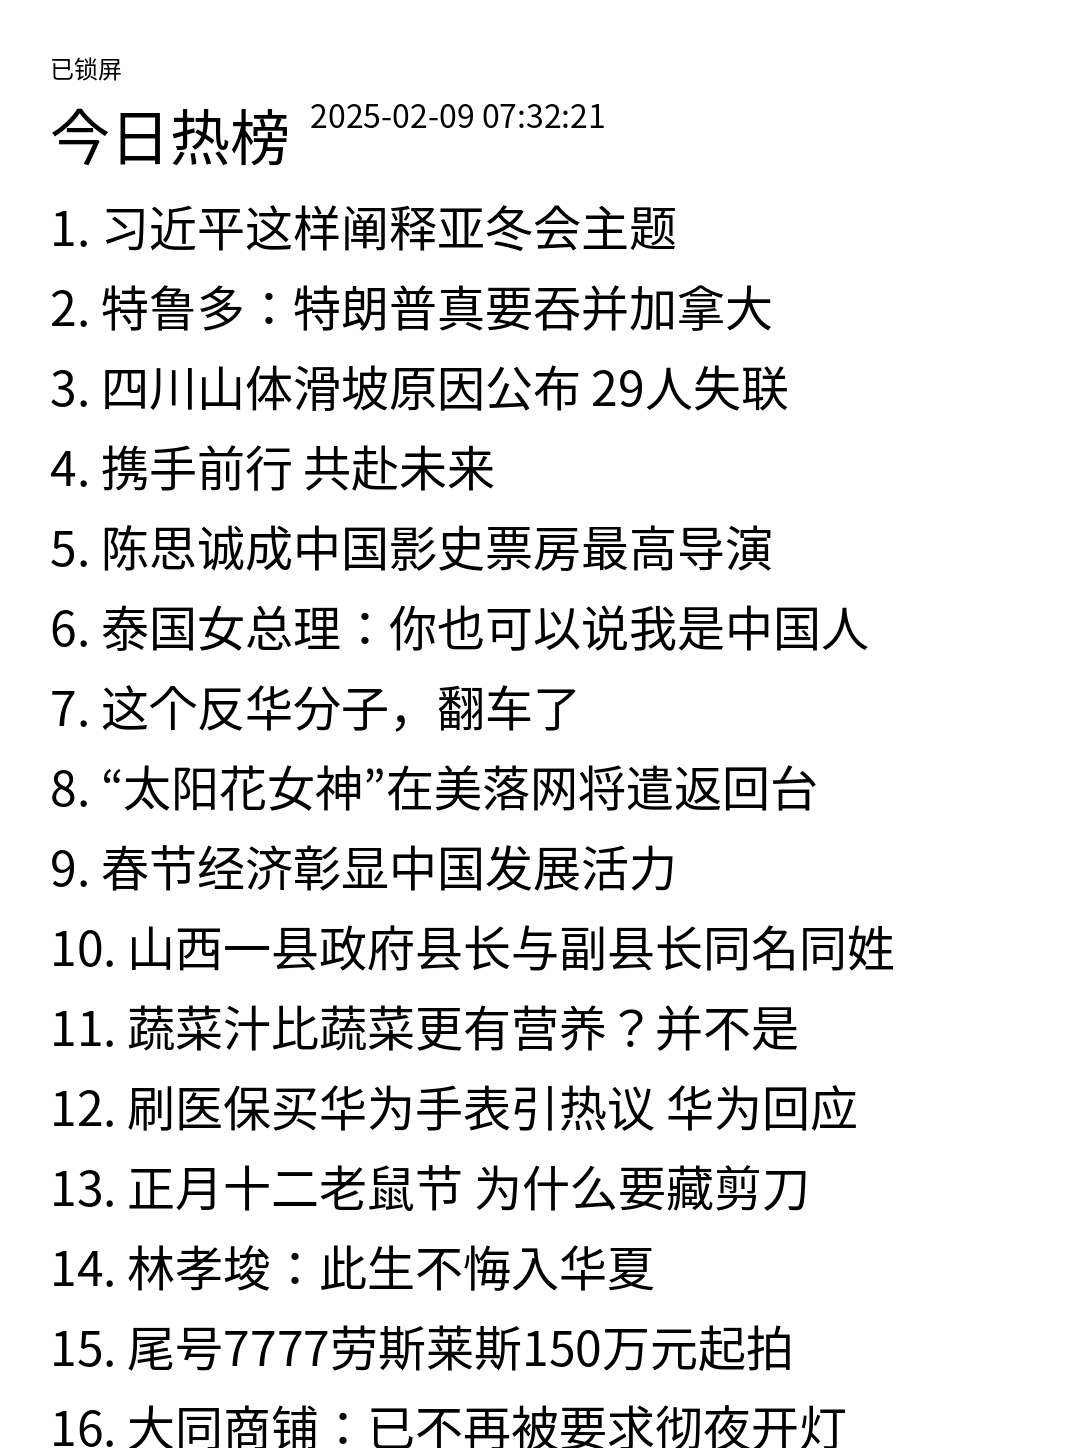 已锁屏
今日热榜 2025-02-09 07:32:21
1. 习近平这样阐释亚冬会主题
2. 特鲁多：特朗普真要吞并加拿大
3. 四川山体滑坡原因公布 29人失联
4. 携手前行 共赴未来
5. 陈思诚成中国影史票房最高导演
6. 泰国女总理：你也可以说我是中国人
7. 这个反华分子，翻车了
8. “太阳花女神”在美落网将遣返回台
9. 春节经济彰显中国发展活力
10. 山西一县政府县长与副县长同名同姓
11. 蔬菜汁比蔬菜更有营养？并不是
12. 刷医保买华为手表引热议 华为回应
13. 正月十二老鼠节 为什么要藏剪刀
14. 林孝埈：此生不悔入华夏
15. 尾号7777劳斯莱斯150万元起拍
16. 大同商铺：已不再被要求彻夜开灯